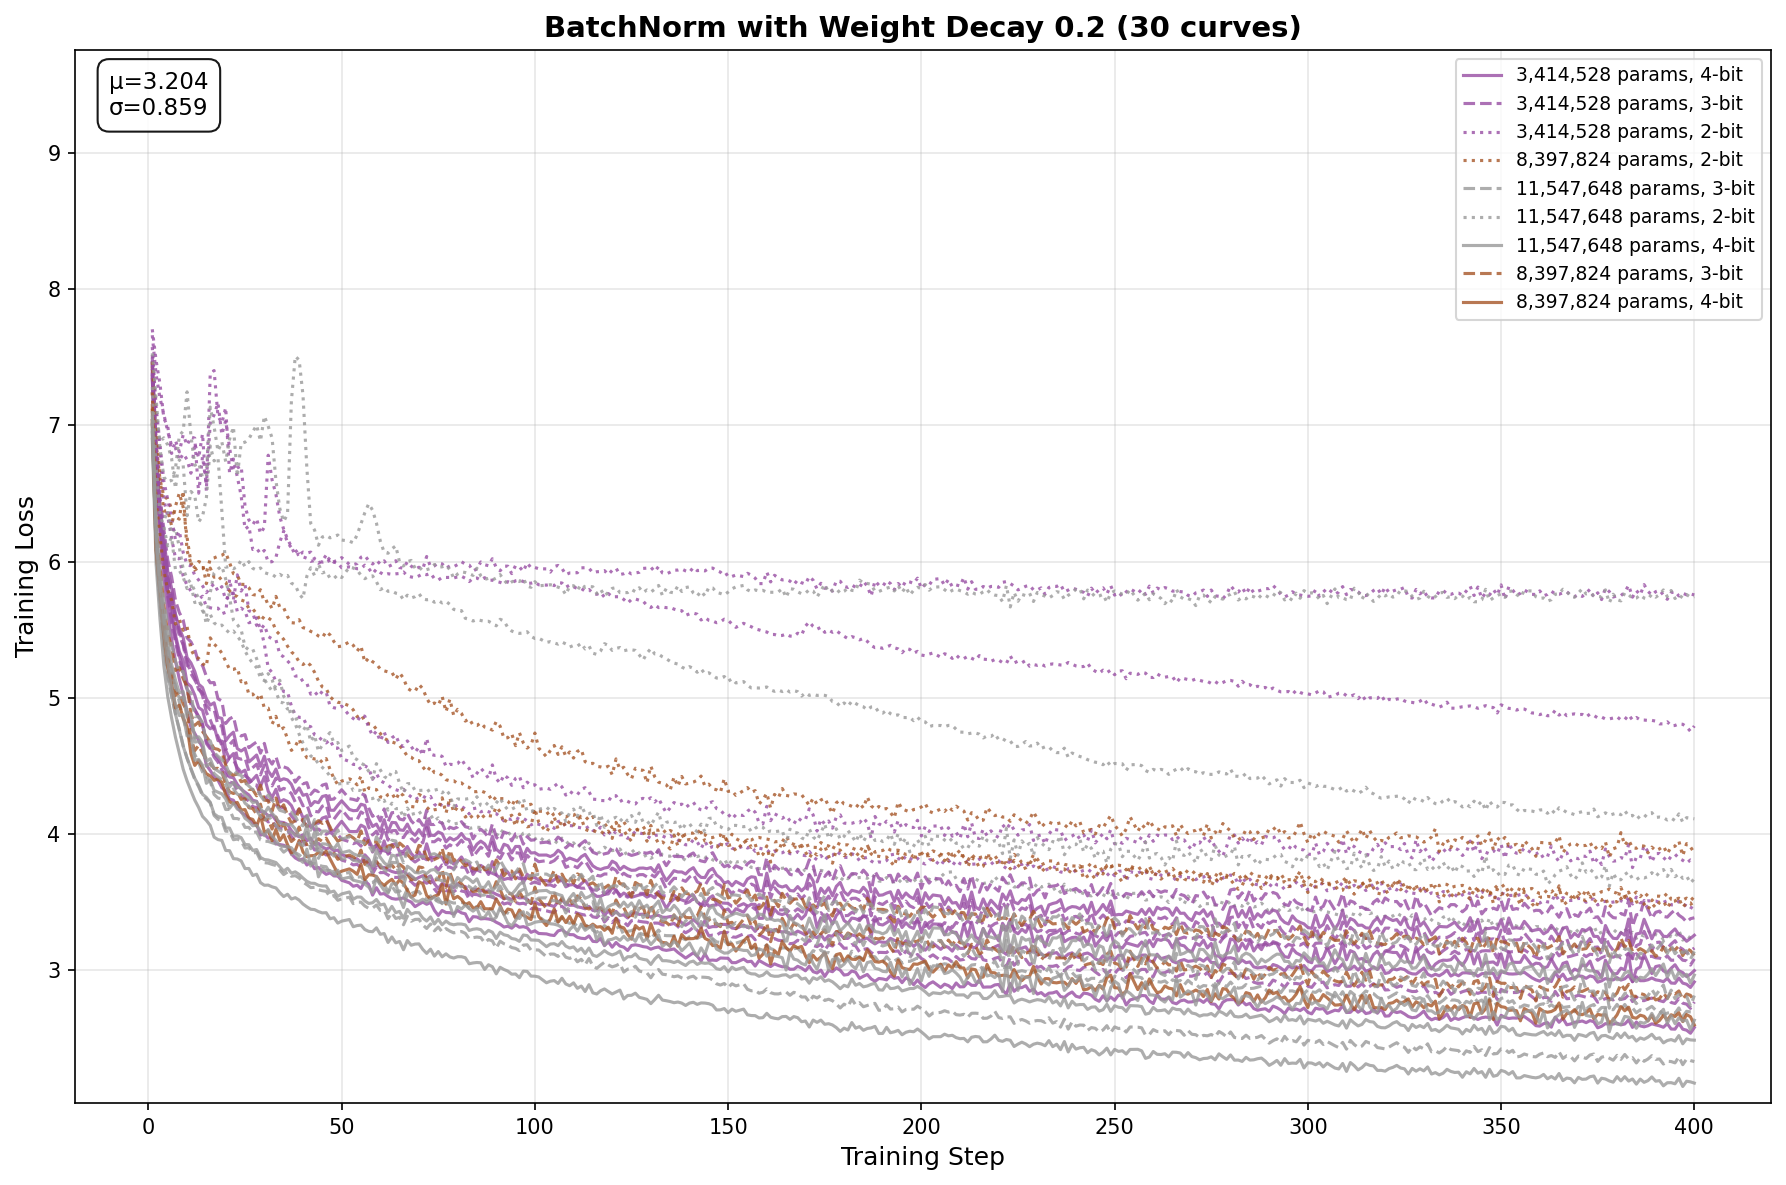 BatchNorm with Weight Decay 0.2 (30 curves)
μ=3.204
σ=0.859
3,414,528 params, 4-bit
3,414,528 params, 3-bit
3,414,528 params, 2-bit
8,397,824 params, 2-bit
11,547,648 params, 3-bit
11,547,648 params, 2-bit
11,547,648 params, 4-bit
8,397,824 params, 3-bit
8,397,824 params, 4-bit
Training Loss
9
8
7
6
5
4
3
0 50 100 150 200 250 300 350 400
Training Step